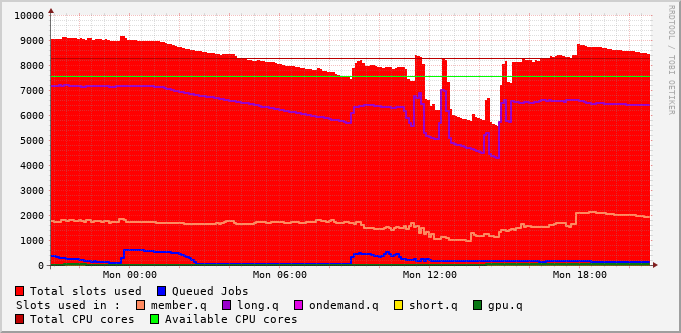 RRDTOOL / TOBI OETIKER
10000
9000
8000
7000
6000
5000
4000
3000
2000
1000
0
Mon 00:00 Mon 06:00 Mon 12:00 Mon 18:00
Total slots used Queued Jobs
Slots used in : member.q long.q ondemand.q short.q gpu.q
Total CPU cores Available CPU cores